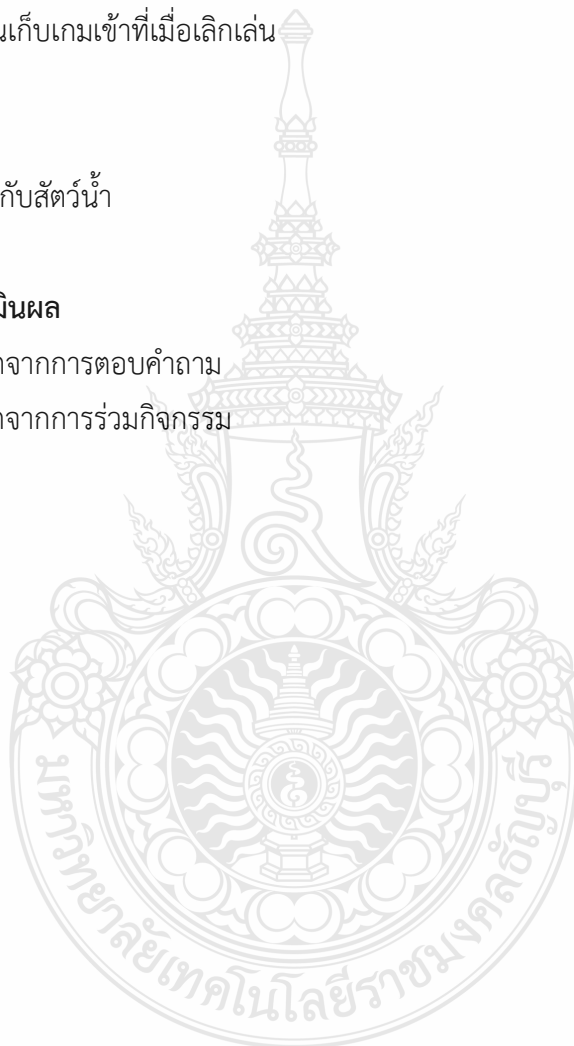 นเก็บเกมเข้าที่เมื่อเลิกเล่น
กับสัตว์น้ำ
มินผล
จากการตอบคำถาม
จากการร่วมกิจกรรม
มหาวิทยาลัยเทคโนโลยีราชมงคลธัญบุรี